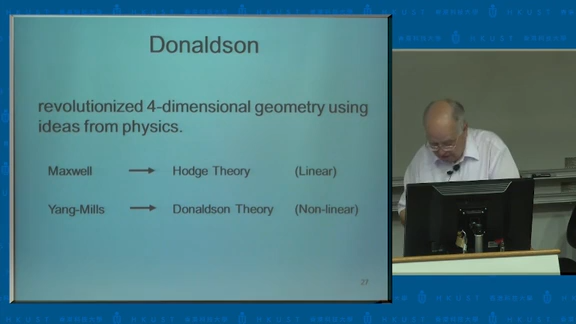 HKUST
Donaldson
revolutionized 4-dimensional geometry using
ideas from physics.
Maxwell → Hodge Theory (Linear)
Yang-Mills → Donaldson Theory (Non-linear)
27